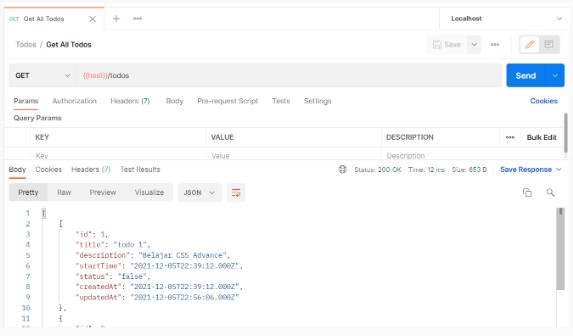 GET Get All Todos
Localhost
Todos / Get All Todos
Save
GET {{host}}/todos
Send
Params Authorization Headers (7) Body Pre-request Script Tests Settings Cookies
Query Params
KEY VALUE DESCRIPTION Bulk Edit
Key Value Description
Body Cookies Headers (7) Test Results Status: 200 OK Time: 12 ms Size: 653 D Save Response
Pretty Raw Preview Visualize JSON
1 [
2 {
3 "id": 1,
4 "title": "todo 1",
5 "description": "Belajar CSS Advance",
6 "startTime": "2021-12-05T22:39:12.000Z",
7 "status": "false",
8 "createdAt": "2021-12-05T22:39:12.000Z",
9 "updatedAt": "2021-12-05T22:56:06.000Z"
10 },
11 {